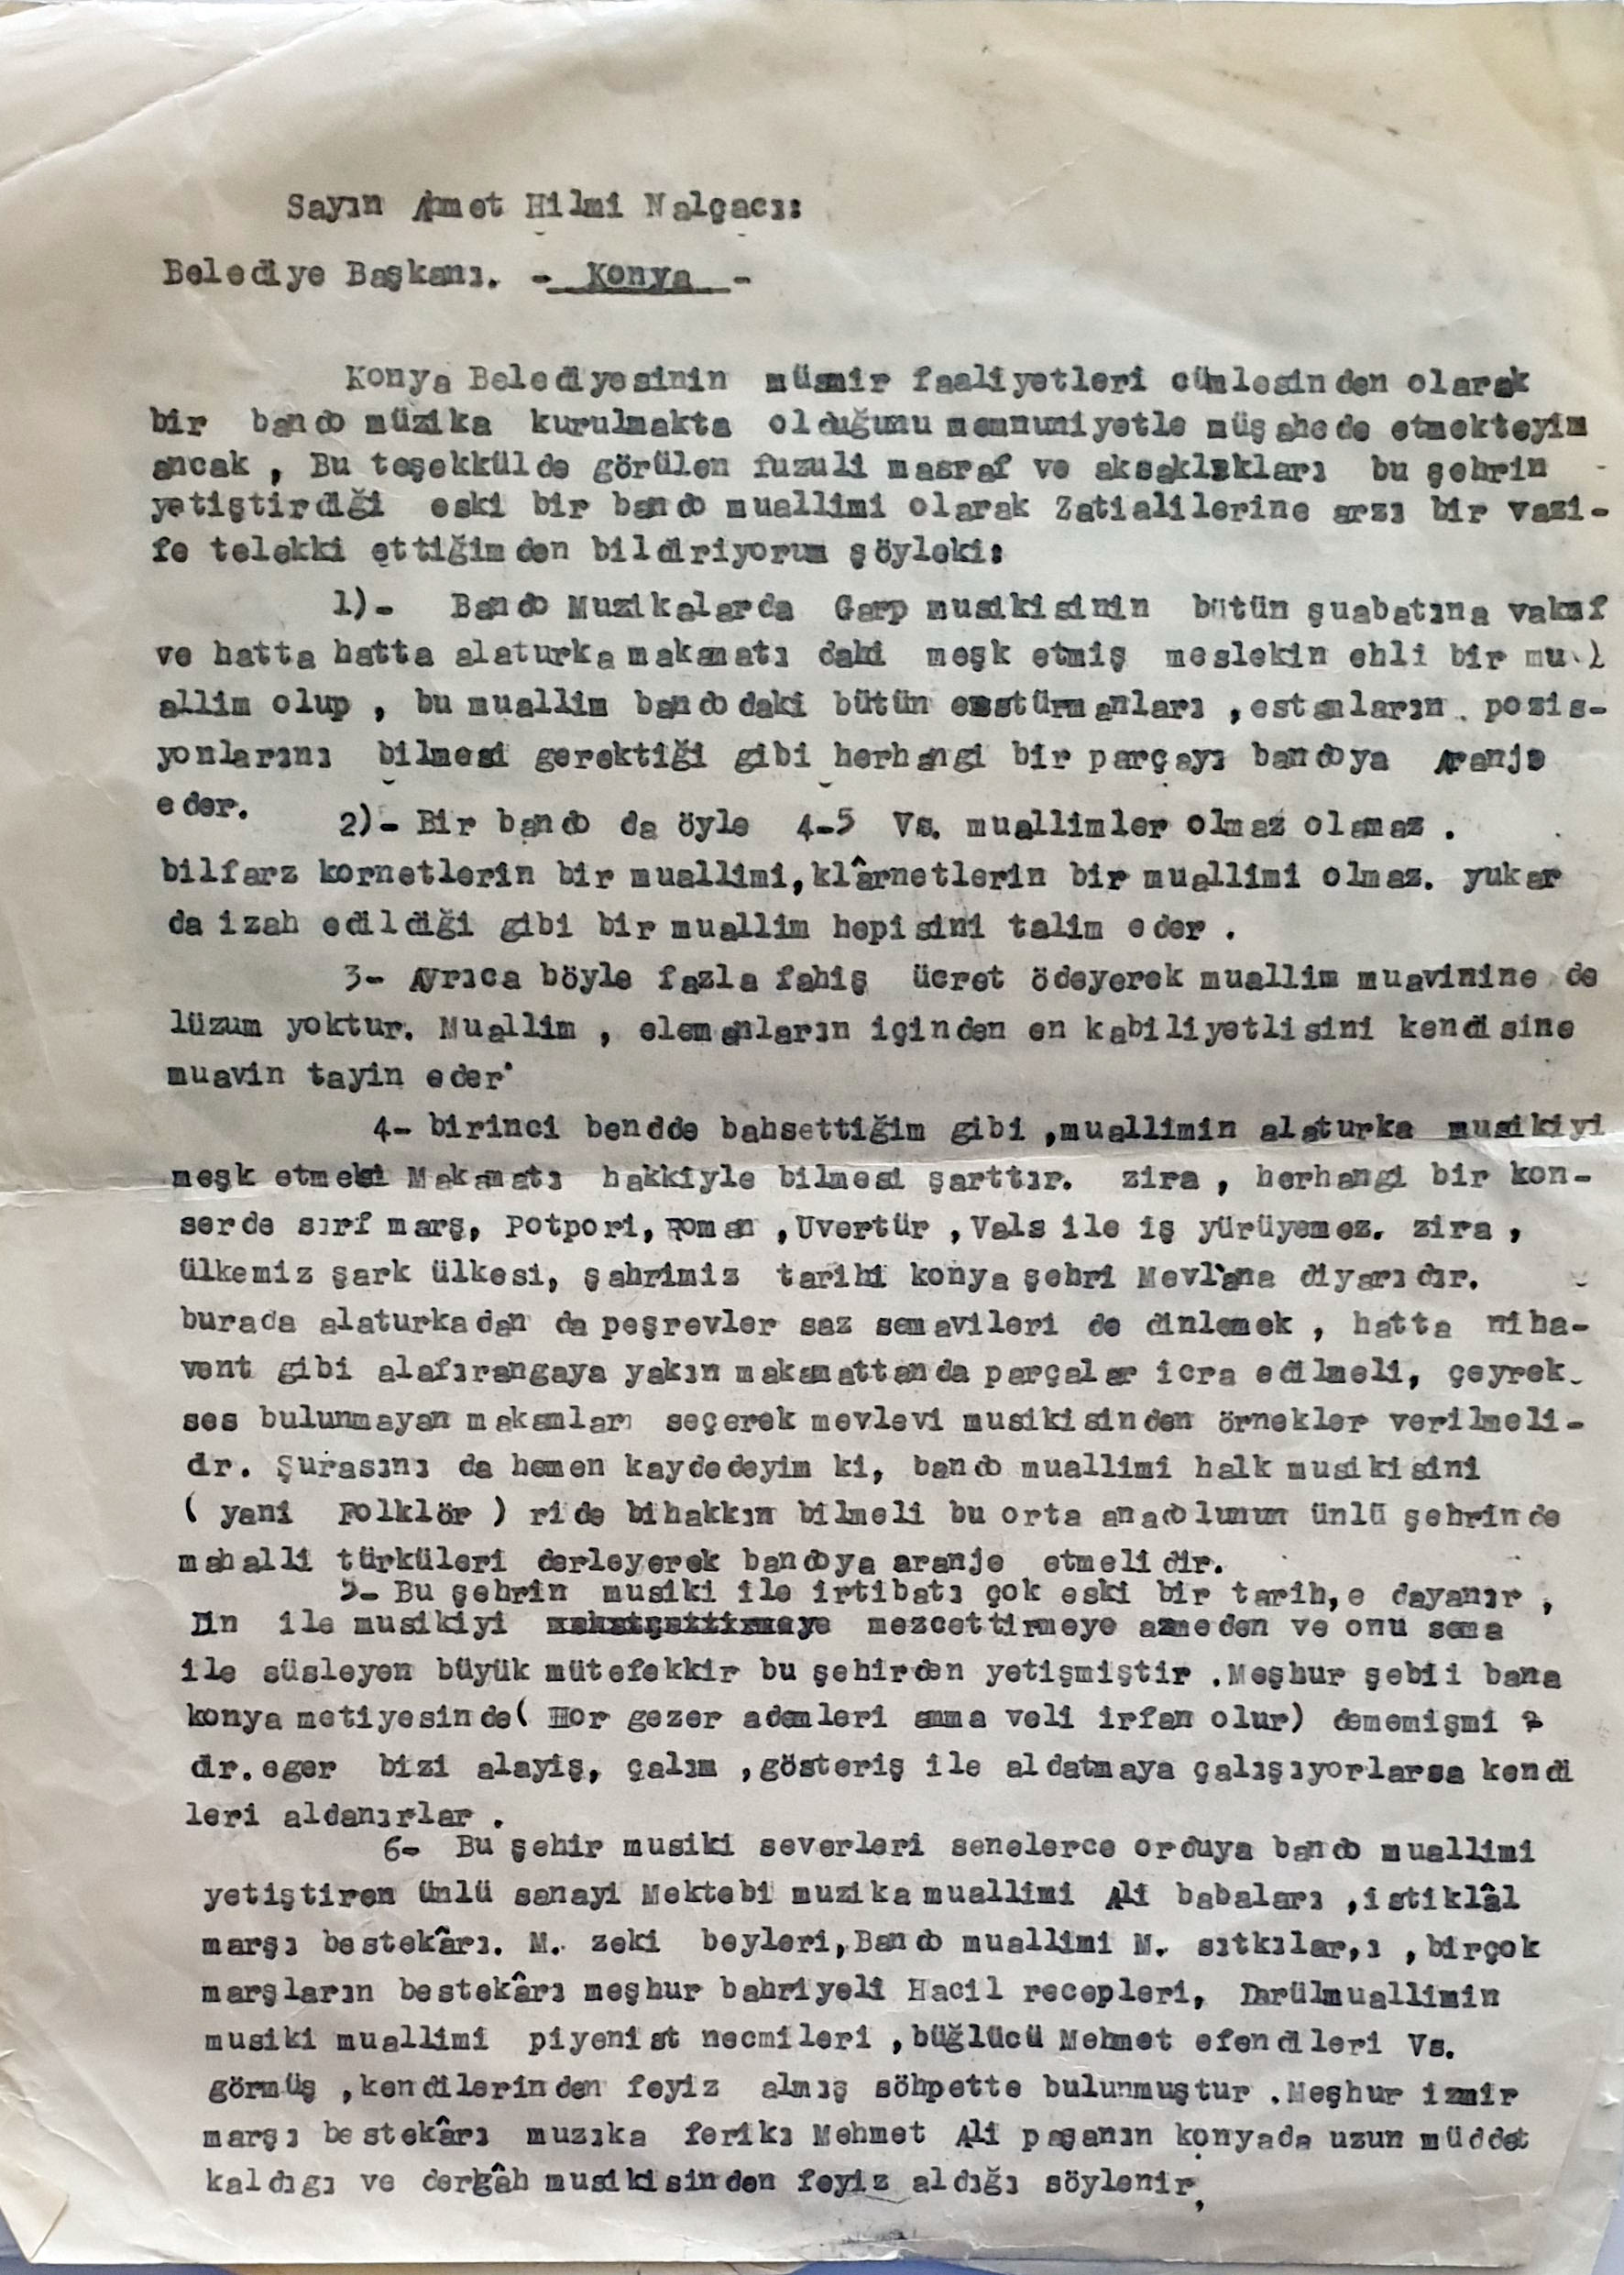 Sayın Ahmet Hilmi Nalçacı:
Belediye Başkanı. - Konya -
Konya Belediyesinin müsmir faaliyetleri cümlesinden olarak
bir bando müzika kurulmakta olduğunu memnuniyetle müşahede etmekteyim
ancak , Bu teşekkülde görülen fuzuli masraf ve aksaklıkları bu şehrin
yetiştirdiği eski bir bando muallimi olarak Zatialilerine arzı bir vazi-
fe telekki ettiğimden bildiriyorum şöyleki:
1)- Bando Muzikalarda Garp musikisinin bütün şuabatına vakıf
ve hatta hatta alaturka makamatı dahi meşk etmiş meslekin ehli bir mu
allim olup , bu muallim bandodaki bütün enstürmanları ,estanların. pozis-
yonlarını bilmesi gerektiği gibi herhangi bir parçayı bandoya Aranje
eder.
2)- Bir bando da öyle 4-5 Vs. muallimler olmaz olamaz .
bilfarz kornetlerin bir muallimi,klârnetlerin bir muallimi olmaz. yukar
da izah edildiği gibi bir muallim hepisini talim eder .
3- Ayrıca böyle fazla fahiş ücret ödeyerek muallim muavinine de
lüzum yoktur. Muallim , elemanların içinden en kabiliyetlisini kendisine
muavin tayin eder.
4- birinci bendde bahsettiğim gibi ,muallimin alaturka musikiyi
meşk etmesi Makamatı hakkiyle bilmesi şarttır. zira , herhangi bir kon-
serde sırf marş, Potpori, Roman ,Uvertür ,Vals ile iş yürüyemez. zira ,
ülkemiz şark ülkesi, şahrimiz tarihi konya şehri Mevl'ana diyarıdır.
burada alaturkadan da peşrevler saz semavileri de dinlemek , hatta niha-
vent gibi alafırangaya yakın makamattanda parçalar icra edilmeli, çeyrek-
ses bulunmayan makamları seçerek mevlevi musikisinden örnekler verilmeli-
dr. Şurasını da hemen kaydedeyim ki, bando muallimi halk musikisini
( yani Folklör ) ri de bihakkın bilmeli bu orta anadolunun ünlü şehrinde
mahalli türküleri derleyerek bandoya aranje etmelidir.
5- Bu şehrin musiki ile irtibatı çok eski bir tarih,e dayanır ,
Din ile musikiyi mezcettirmeye azmeden ve onu sema
ile süsleyen büyük mütefekkir bu şehirden yetişmiştir .Meşhur şebii bana
konya metiyesinde( Hor gezer ademleri amma veli irfan olur) dememişmi ?
dr.eger bizi alayiş, çalım ,gösteriş ile aldatmaya çalışıyorlarsa kendi
leri aldanırlar .
6- Bu şehir musiki severleri senelerce orduya bando muallimi
yetiştiren ünlü sanayi Mektebi muzika muallimi Ali babaları ,istiklâl
marşı bestekârı. M. zeki beyleri,Bando muallimi M. sıtkılar,ı ,birçok
marşların bestekârı meşhur bahriyeli Hacil recepleri, Darülmuallimin
musiki muallimi piyenist necmileri ,büğlücü Mehmet efendileri Vs.
görmüş ,kendilerinden feyiz almış söhpette bulunmuştur .Meşhur izmir
marşı bestekârı muzıka ferikı Mehmet Ali paşanın konyada uzun müddet
kaldıgı ve dergâh musikisinden feyiz aldığı söylenir,